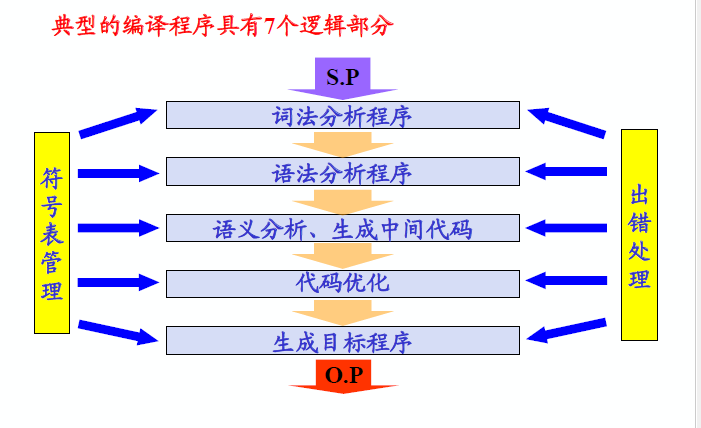 典型的编译程序具有7个逻辑部分
S.P
词法分析程序
语法分析程序
语义分析、生成中间代码
代码优化
生成目标程序
O.P
符号表管理
出错处理